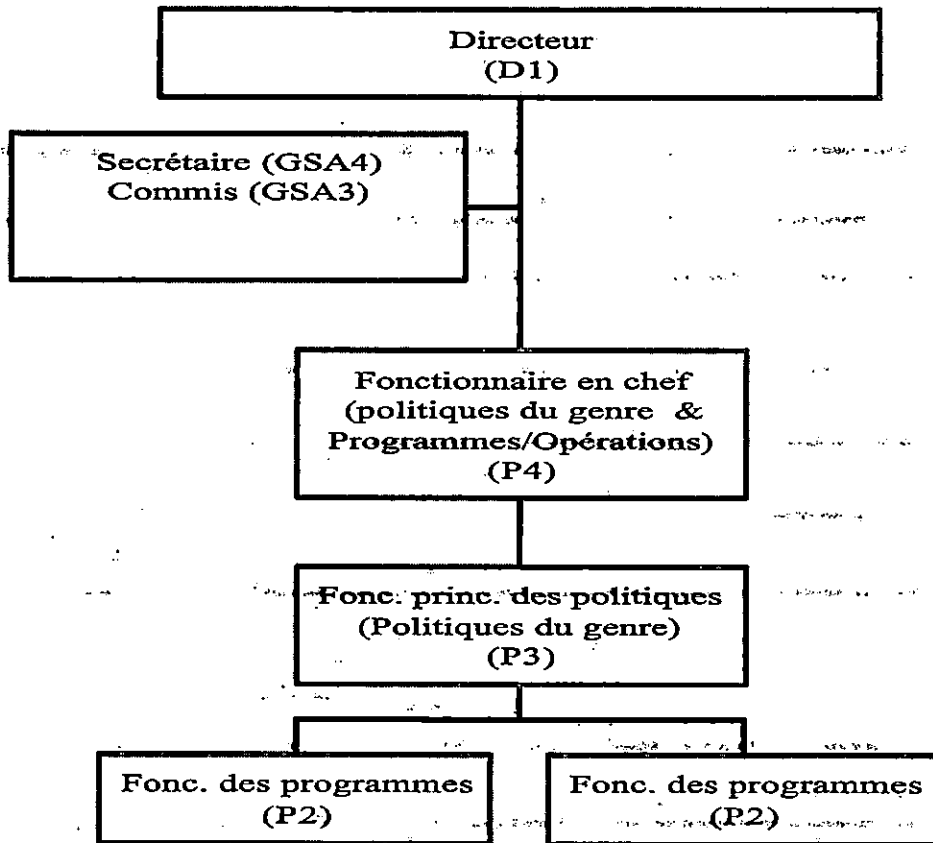 Directeur
(D1)
Secrétaire (GSA4)
Commis (GSA3)
Fonctionnaire en chef
(politiques du genre &
Programmes/Opérations)
(P4)
Fonc. princ. des politiques
(Politiques du genre)
(P3)
Fonc. des programmes
(P2)
Fonc. des programmes
(P2)